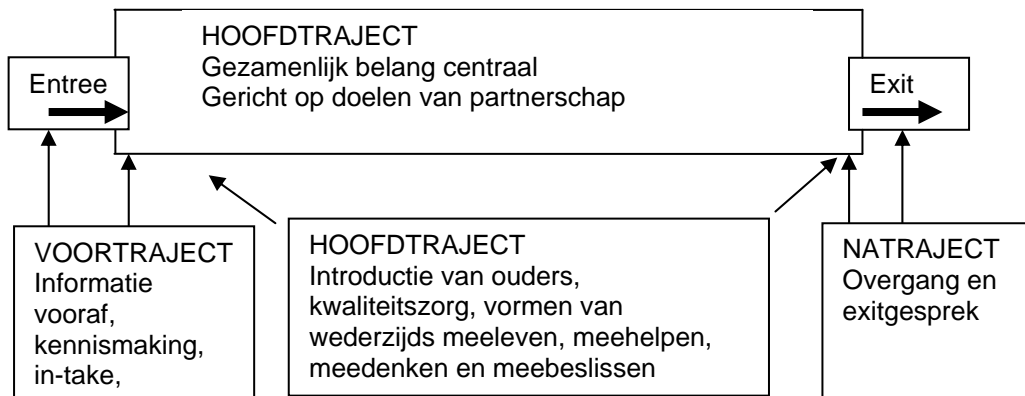 HOOFDTRAJECT
Gezamenlijk belang centraal
Gericht op doelen van partnerschap
Entree
Exit
VOORTRAJECT
Informatie
vooraf,
kennismaking,
in-take,
HOOFDTRAJECT
Introductie van ouders,
kwaliteitszorg, vormen van
wederzijds meeleven, meehelpen,
meedenken en meebeslissen
NATRAJECT
Overgang en
exitgesprek